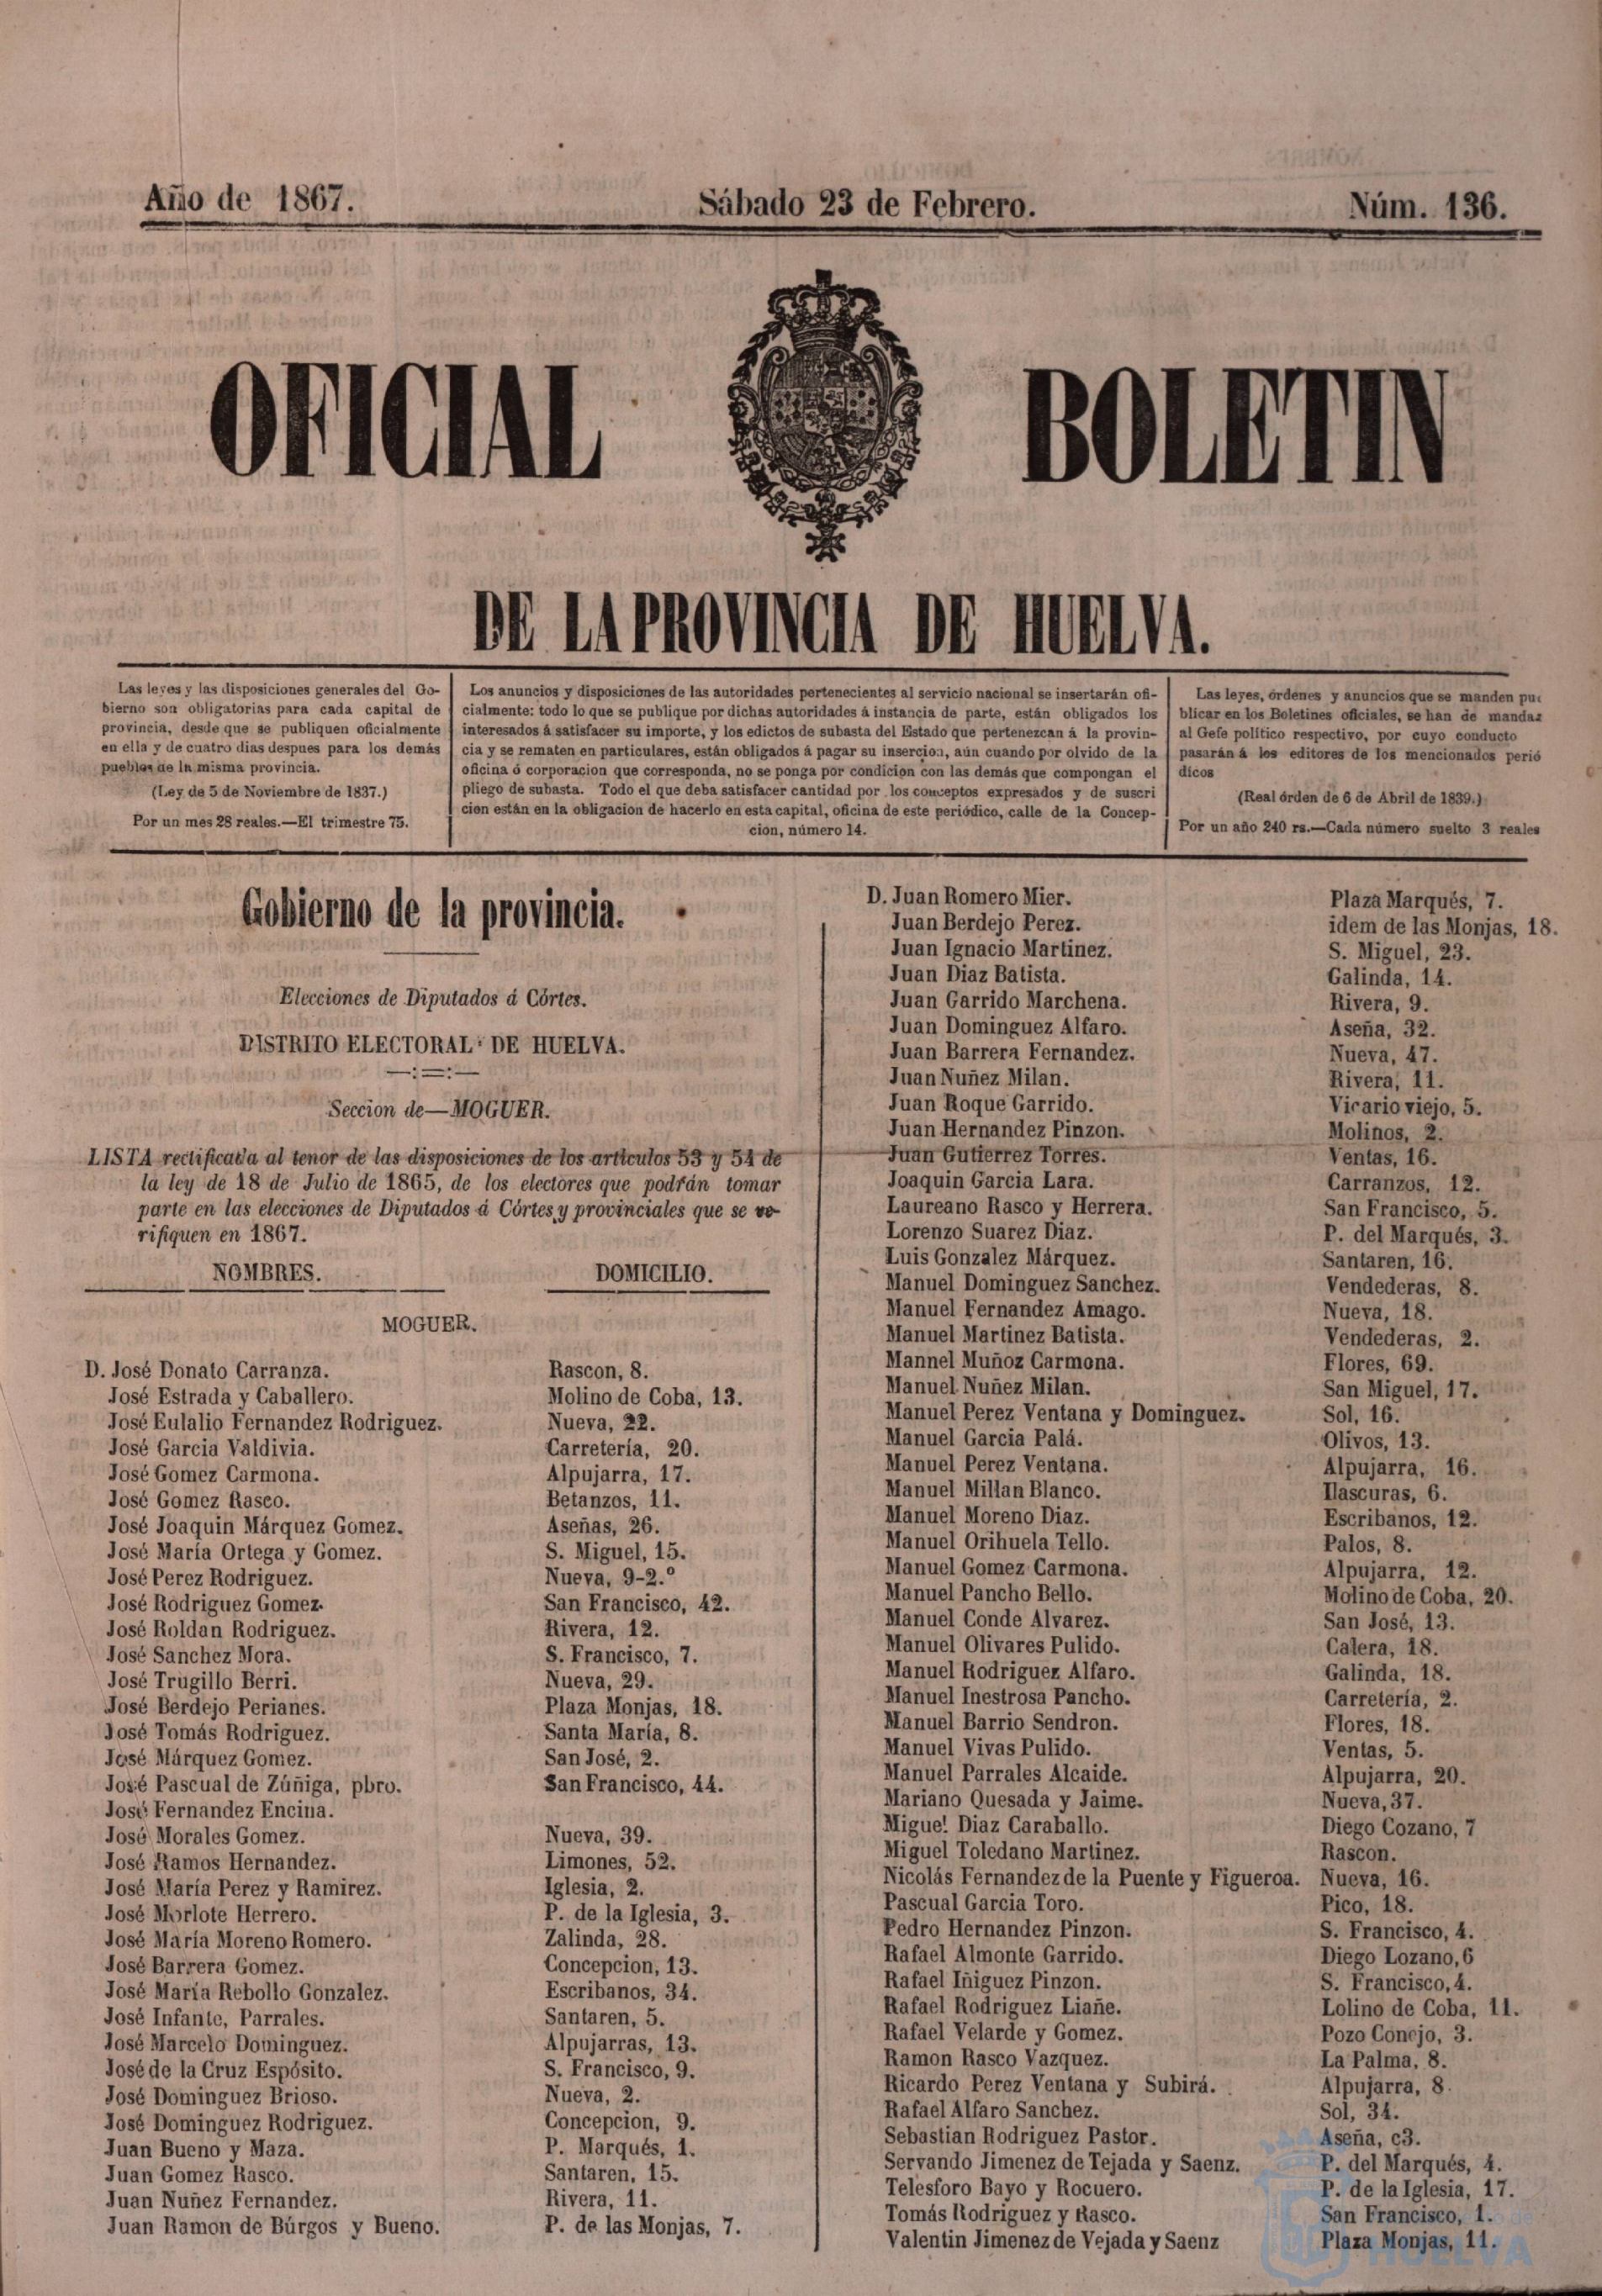 Año de 1867.
Sábado 23 de Febrero.
Núm. 136.
OFICIAL BOLETIN
DE LA PROVINCIA DE HUELVA.
Las leyes y las disposiciones generales del Go-
bierno son obligatorias para cada capital de
provincia, desde que se publiquen oficialmente
en ella y de cuatro dias despues para los demás
pueblos de la misma provincia.
(Ley de 5 de Noviembre de 1837.)
Por un mes 28 reales.—El trimestre 75.
Los anuncios y disposiciones de las autoridades pertenecientes al servicio nacional se insertarán ofi-
cialmente: todo lo que se publique por dichas autoridades á instancia de parte, están obligados los
interesados á satisfacer su importe, y los edictos de subasta del Estado que pertenezcan á la provin-
cia y se rematen en particulares, están obligados á pagar su insercion, aún cuando por olvido de la
oficina ó corporacion que corresponda, no se ponga por condicion con las demás que compongan el
pliego de subasta. Todo el que deba satisfacer cantidad por los conceptos expresados y de suscri
cion están en la obligacion de hacerlo en esta capital, oficina de este periódico, calle de la Concep-
cion, número 14.
Las leyes, órdenes y anuncios que se manden pu
blicar en los Boletines oficiales, se han de mandar
al Gefe político respectivo, por cuyo conducto
pasarán á los editores de los mencionados perió
dicos
(Real órden de 6 de Abril de 1839.)
Por un año 240 rs.—Cada número suelto 3 reales
Gobierno de la provincia.
Elecciones de Diputados á Córtes.
DISTRITO ELECTORAL DE HUELVA.
Seccion de—MOGUER.
LISTA rectificada al tenor de las disposiciones de los artículos 53 y 54 de
la ley de 18 de Julio de 1865, de los electores que podrán tomar
parte en las elecciones de Diputados á Córtes y provinciales que se ve-
rifiquen en 1867.
NOMBRES. DOMICILIO.
MOGUER.
D. José Donato Carranza. Rascon, 8.
José Estrada y Caballero. Molino de Coba, 13.
José Eulalio Fernandez Rodriguez. Nueva, 22.
José Garcia Valdivia. Carretería, 20.
José Gomez Carmona. Alpujarra, 17.
José Gomez Rasco. Betanzos, 11.
José Joaquin Márquez Gomez. Aseñas, 26.
José María Ortega y Gomez. S. Miguel, 15.
José Perez Rodriguez. Nueva, 9-2.º
José Rodriguez Gomez. San Francisco, 42.
José Roldan Rodriguez. Rivera, 12.
José Sanchez Mora. S. Francisco, 7.
José Trugillo Berri. Nueva, 29.
José Berdejo Perianes. Plaza Monjas, 18.
José Tomás Rodriguez. Santa María, 8.
José Márquez Gomez. San José, 2.
José Pascual de Zúñiga, pbro. San Francisco, 44.
José Fernandez Encina.
José Morales Gomez. Nueva, 39.
José Ramos Hernandez. Limones, 52.
José María Perez y Ramirez. Iglesia, 2.
José Morlote Herrero. P. de la Iglesia, 3.
José María Moreno Romero. Zalinda, 28.
José Barrera Gomez. Concepcion, 13.
José María Rebollo Gonzalez. Escribanos, 34.
José Infante, Parrales. Santaren, 5.
José Marcelo Dominguez. Alpujarras, 13.
José de la Cruz Espósito. S. Francisco, 9.
José Dominguez Brioso. Nueva, 2.
José Dominguez Rodriguez. Concepcion, 9.
Juan Bueno y Maza. P. Marqués, 1.
Juan Gomez Rasco. Santaren, 15.
Juan Nuñez Fernandez. Rivera, 11.
Juan Ramon de Búrgos y Bueno. P. de las Monjas, 7.
D. Juan Romero Mier. Plaza Marqués, 7.
Juan Berdejo Perez. idem de las Monjas, 18.
Juan Ignacio Martinez. S. Miguel, 23.
Juan Diaz Batista. Galinda, 14.
Juan Garrido Marchena. Rivera, 9.
Juan Dominguez Alfaro. Aseña, 32.
Juan Barrera Fernandez. Nueva, 47.
Juan Nuñez Milan. Rivera, 11.
Juan Roque Garrido. Vicario viejo, 5.
Juan Hernandez Pinzon. Molinos, 2.
Juan Gutierrez Torres. Ventas, 16.
Joaquin Garcia Lara. Carranzos, 12.
Laureano Rasco y Herrera. San Francisco, 5.
Lorenzo Suarez Diaz. P. del Marqués, 3.
Luis Gonzalez Márquez. Santaren, 16.
Manuel Dominguez Sanchez. Vendederas, 8.
Manuel Fernandez Amago. Nueva, 18.
Manuel Martinez Batista. Vendederas, 2.
Mannel Muñoz Carmona. Flores, 69.
Manuel Nuñez Milan. San Miguel, 17.
Manuel Perez Ventana y Dominguez. Sol, 16.
Manuel Garcia Palá. Olivos, 13.
Manuel Perez Ventana. Alpujarra, 16.
Manuel Millan Blanco. Ilascuras, 6.
Manuel Moreno Diaz. Escribanos, 12.
Manuel Orihuela Tello. Palos, 8.
Manuel Gomez Carmona. Alpujarra, 12.
Manuel Pancho Bello. Molino de Coba, 20.
Manuel Conde Alvarez. San José, 13.
Manuel Olivares Pulido. Calera, 18.
Manuel Rodriguez Alfaro. Galinda, 18.
Manuel Inestrosa Pancho. Carretería, 2.
Manuel Barrio Sendron. Flores, 18.
Manuel Vivas Pulido. Ventas, 5.
Manuel Parrales Alcaide. Alpujarra, 20.
Mariano Quesada y Jaime. Nueva, 37.
Miguel Diaz Caraballo. Diego Cozano, 7
Miguel Toledano Martinez. Rascon.
Nicolás Fernandez de la Puente y Figueroa. Nueva, 16.
Pascual Garcia Toro. Pico, 18.
Pedro Hernandez Pinzon. S. Francisco, 4.
Rafael Almonte Garrido. Diego Lozano, 6
Rafael Iñiguez Pinzon. S. Francisco, 4.
Rafael Rodriguez Liañe. Lolino de Coba, 11.
Rafael Velarde y Gomez. Pozo Concjo, 3.
Ramon Rasco Vazquez. La Palma, 8.
Ricardo Perez Ventana y Subirá. Alpujarra, 8.
Rafael Alfaro Sanchez. Sol, 34.
Sebastian Rodriguez Pastor. Aseña, c3.
Servando Jimenez de Tejada y Saenz. P. del Marqués, 4.
Telesforo Bayo y Rocuero. P. de la Iglesia, 17.
Tomás Rodriguez y Rasco. San Francisco, 1.
Valentin Jimenez de Vejada y Saenz Plaza Monjas, 11.
HUELVA